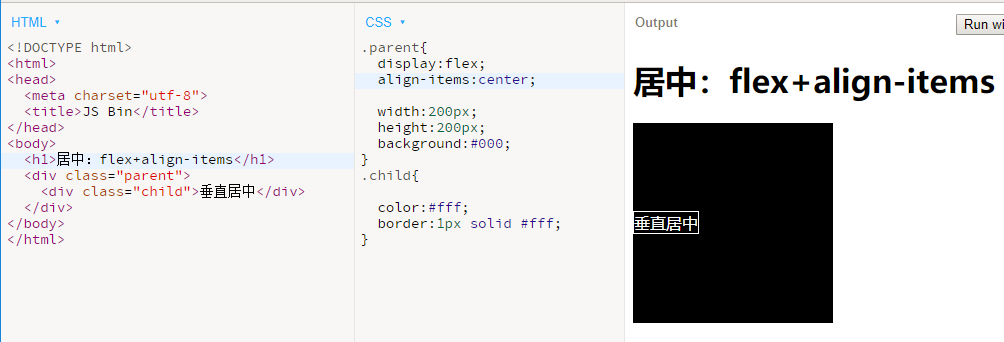 HTML ▾
<!DOCTYPE html>
<html>
<head>
  <meta charset="utf-8">
  <title>JS Bin</title>
</head>
<body>
  <h1>居中：flex+align-items</h1>
  <div class="parent">
    <div class="child">垂直居中</div>
  </div>
</body>
</html>
CSS ▾
.parent{
  display:flex;
  align-items:center;

  width:200px;
  height:200px;
  background:#000;
}
.child{

  color:#fff;
  border:1px solid #fff;
}
Output
Run wi
居中：flex+align-items
垂直居中